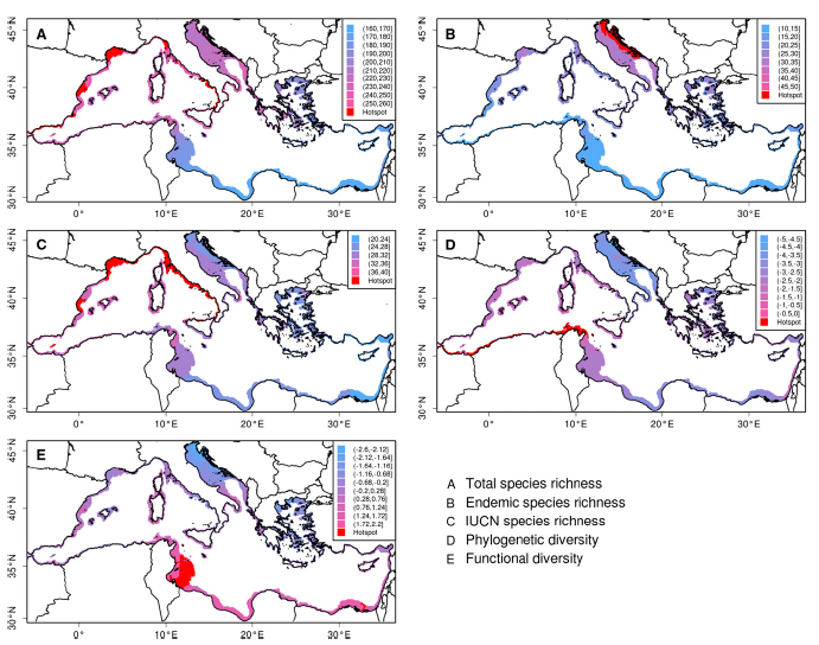 A
(160,170]
(170,180]
(180,190]
(190,200]
(200,210]
(210,220]
(220,230]
(230,240]
(240,250]
(250,260]
Hotspot
45°N
40°N
35°N
30°N
0°
10°E
20°E
30°E
B
(10,15]
(15,20]
(20,25]
(25,30]
(30,35]
(35,40]
(40,45]
(45,50]
Hotspot
45°N
40°N
35°N
30°N
0°
10°E
20°E
30°E
C
(20,24]
(24,28]
(28,32]
(32,36]
(36,40]
Hotspot
45°N
40°N
35°N
30°N
0°
10°E
20°E
30°E
D
(-5,-4.5]
(-4.5,-4]
(-4,-3.5]
(-3.5,-3]
(-3,-2.5]
(-2.5,-2]
(-2,-1.5]
(-1.5,-1]
(-1,-0.5]
(-0.5,0]
Hotspot
45°N
40°N
35°N
30°N
0°
10°E
20°E
30°E
E
(-2.6,-2.12]
(-2.12,-1.64]
(-1.64,-1.16]
(-1.16,-0.68]
(-0.68,-0.2]
(-0.2,0.28]
(0.28,0.76]
(0.76,1.24]
(1.24,1.72]
(1.72,2.2]
Hotspot
45°N
40°N
35°N
30°N
0°
10°E
20°E
30°E
A Total species richness
B Endemic species richness
C IUCN species richness
D Phylogenetic diversity
E Functional diversity